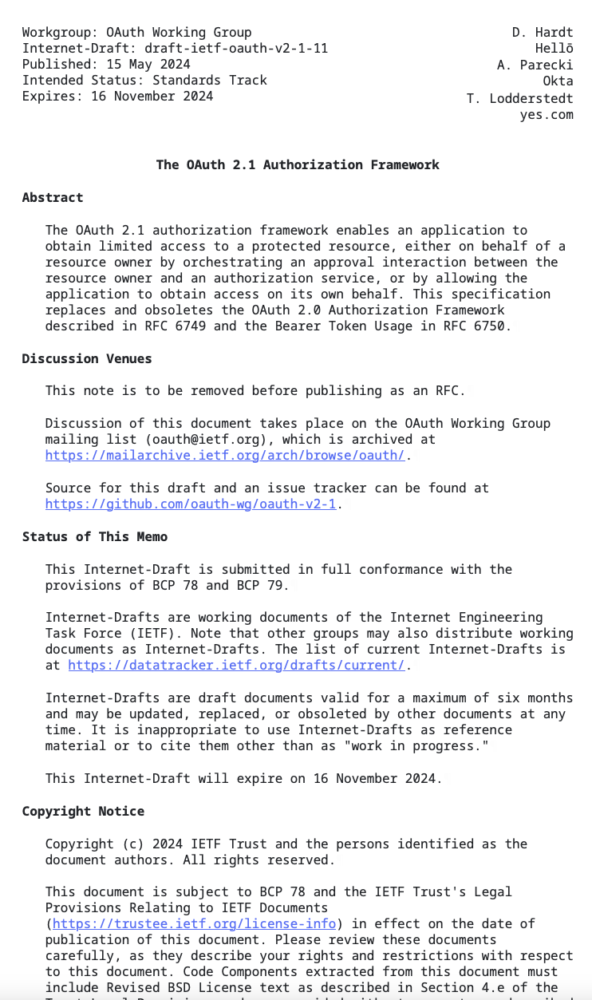 Workgroup: OAuth Working Group D. Hardt
Internet-Draft: draft-ietf-oauth-v2-1-11 Hellō
Published: 15 May 2024 A. Parecki
Intended Status: Standards Track Okta
Expires: 16 November 2024 T. Lodderstedt
yes.com
The OAuth 2.1 Authorization Framework
Abstract
The OAuth 2.1 authorization framework enables an application to
obtain limited access to a protected resource, either on behalf of a
resource owner by orchestrating an approval interaction between the
resource owner and an authorization service, or by allowing the
application to obtain access on its own behalf. This specification
replaces and obsoletes the OAuth 2.0 Authorization Framework
described in RFC 6749 and the Bearer Token Usage in RFC 6750.
Discussion Venues
This note is to be removed before publishing as an RFC.
Discussion of this document takes place on the OAuth Working Group
mailing list (oauth@ietf.org), which is archived at
https://mailarchive.ietf.org/arch/browse/oauth/.
Source for this draft and an issue tracker can be found at
https://github.com/oauth-wg/oauth-v2-1.
Status of This Memo
This Internet-Draft is submitted in full conformance with the
provisions of BCP 78 and BCP 79.
Internet-Drafts are working documents of the Internet Engineering
Task Force (IETF). Note that other groups may also distribute working
documents as Internet-Drafts. The list of current Internet-Drafts is
at https://datatracker.ietf.org/drafts/current/.
Internet-Drafts are draft documents valid for a maximum of six months
and may be updated, replaced, or obsoleted by other documents at any
time. It is inappropriate to use Internet-Drafts as reference
material or to cite them other than as "work in progress."
This Internet-Draft will expire on 16 November 2024.
Copyright Notice
Copyright (c) 2024 IETF Trust and the persons identified as the
document authors. All rights reserved.
This document is subject to BCP 78 and the IETF Trust's Legal
Provisions Relating to IETF Documents
(https://trustee.ietf.org/license-info) in effect on the date of
publication of this document. Please review these documents
carefully, as they describe your rights and restrictions with respect
to this document. Code Components extracted from this document must
include Revised BSD License text as described in Section 4.e of the